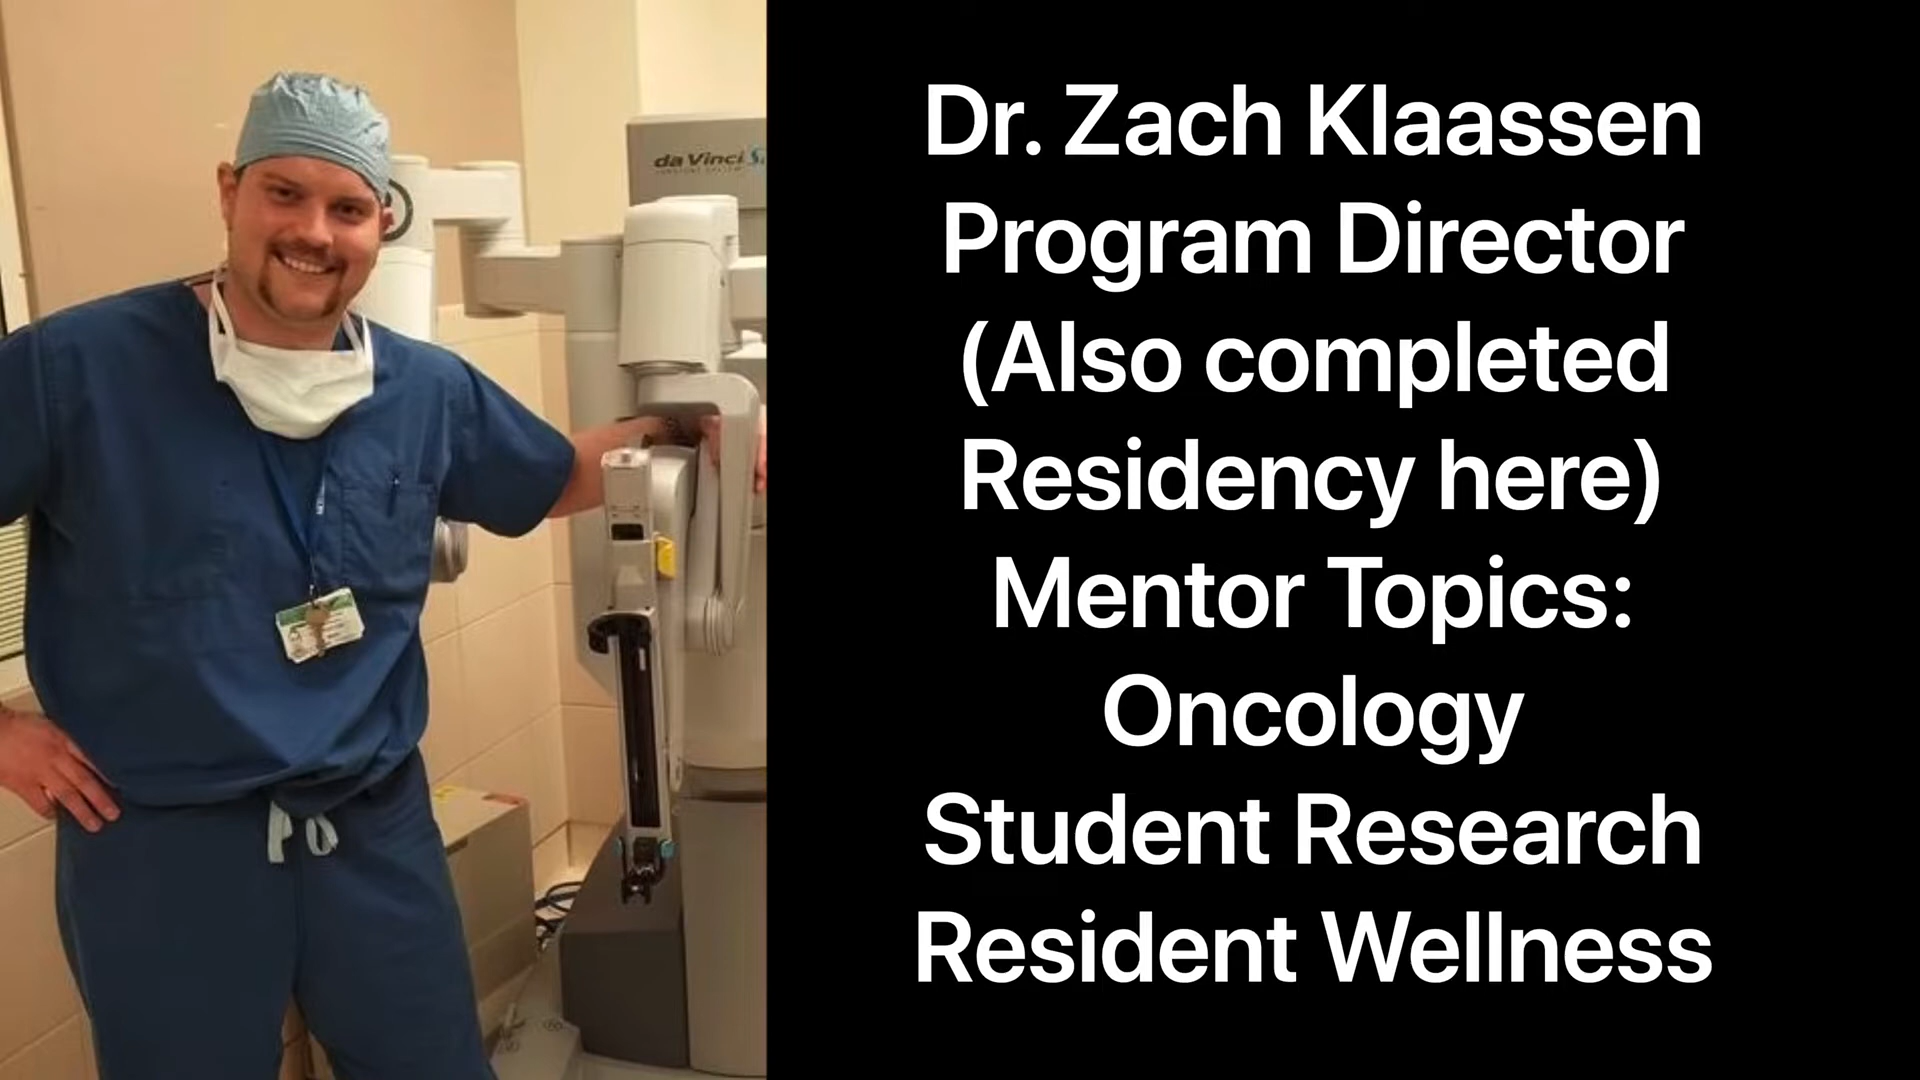 da Vinci S
Dr. Zach Klaassen
Program Director
(Also completed
Residency here)
Mentor Topics:
Oncology
Student Research
Resident Wellness